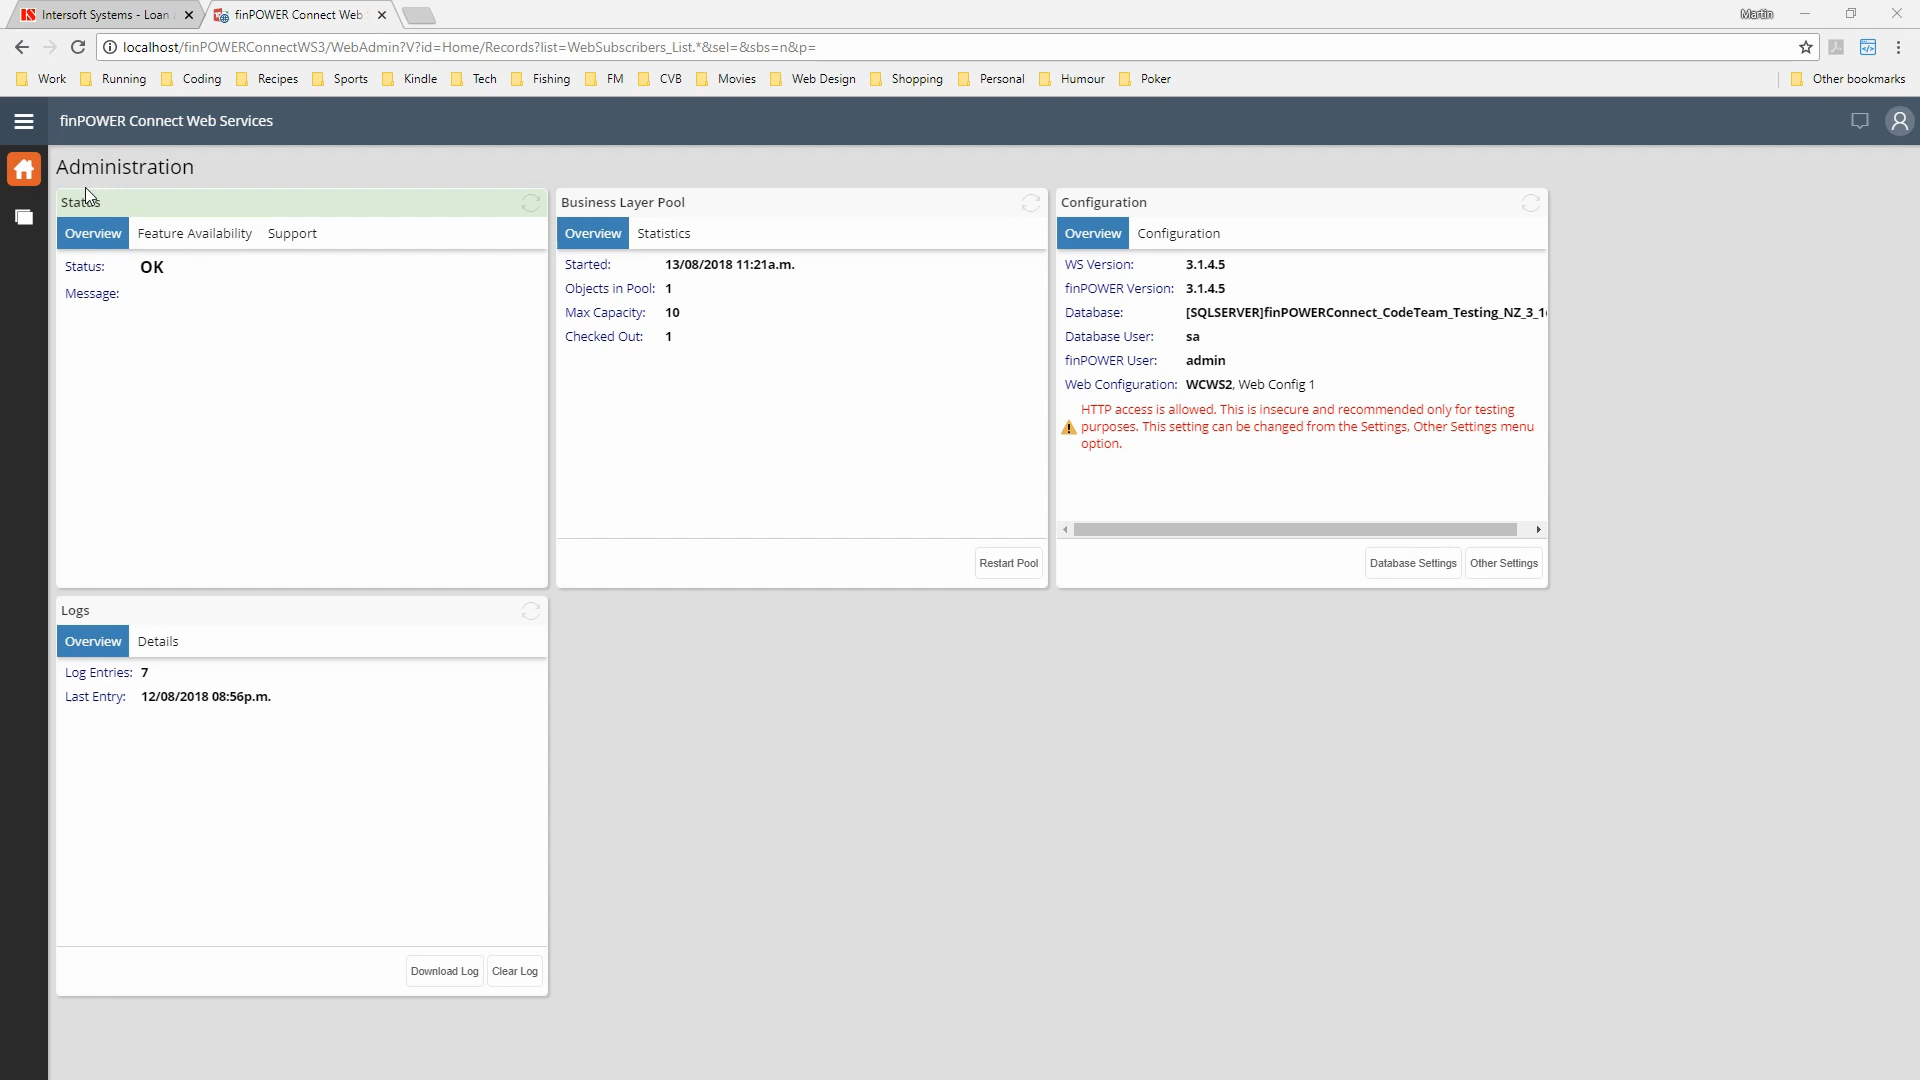 Intersoft Systems - Loan
finPOWER Connect Web
Martin
localhost/finPOWERConnectWS3/WebAdmin?V?id=Home/Records?list=WebSubscribers_List.*&sel=&sbs=n&p=
Work Running Coding Recipes Sports Kindle Tech Fishing FM CVB Movies Web Design Shopping Personal Humour Poker Other bookmarks
finPOWER Connect Web Services
Administration
Status
Overview Feature Availability Support
Status: OK
Message:
Business Layer Pool
Overview Statistics
Started: 13/08/2018 11:21a.m.
Objects in Pool: 1
Max Capacity: 10
Checked Out: 1
Restart Pool
Configuration
Overview Configuration
WS Version: 3.1.4.5
finPOWER Version: 3.1.4.5
Database: [SQLSERVER]finPOWERConnect_CodeTeam_Testing_NZ_3_1
Database User: sa
finPOWER User: admin
Web Configuration: WCWS2, Web Config 1
HTTP access is allowed. This is insecure and recommended only for testing
purposes. This setting can be changed from the Settings, Other Settings menu
option.
Database Settings Other Settings
Logs
Overview Details
Log Entries: 7
Last Entry: 12/08/2018 08:56p.m.
Download Log Clear Log